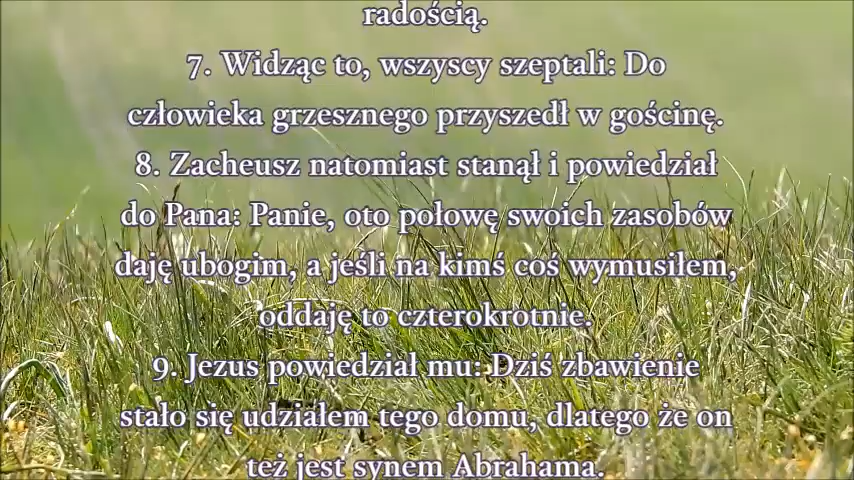 radością.
7. Widząc to, wszyscy szeptali: Do
człowieka grzesznego przyszedł w gościnę.
8. Zacheusz natomiast stanął i powiedział
do Pana: Panie, oto połowę swoich zasobów
daję ubogim, a jeśli na kimś coś wymusiłem,
oddaję to czterokrotnie.
9. Jezus powiedział mu: Dziś zbawienie
stało się udziałem tego domu, dlatego że on
też jest synem Abrahama.